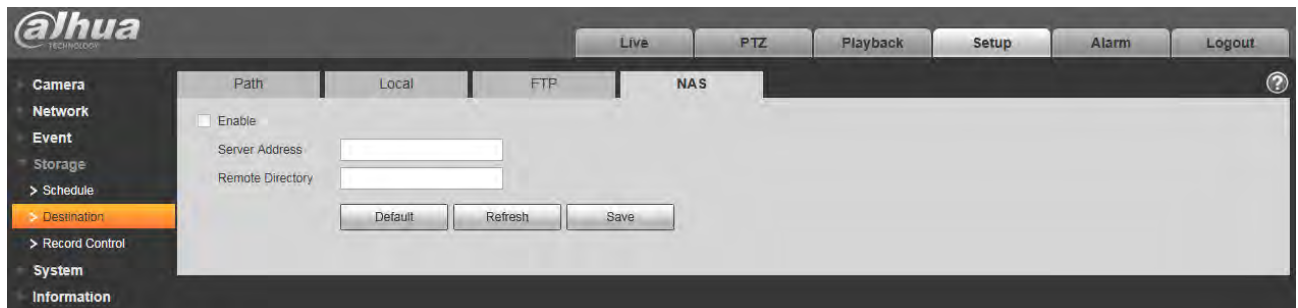 alhua
TECHNOLOGY
Live PTZ Playback Setup Alarm Logout
Camera
Network
Event
Storage
> Schedule
> Destination
> Record Control
System
Information
Path Local FTP NAS
?
Enable
Server Address
Remote Directory
Default Refresh Save